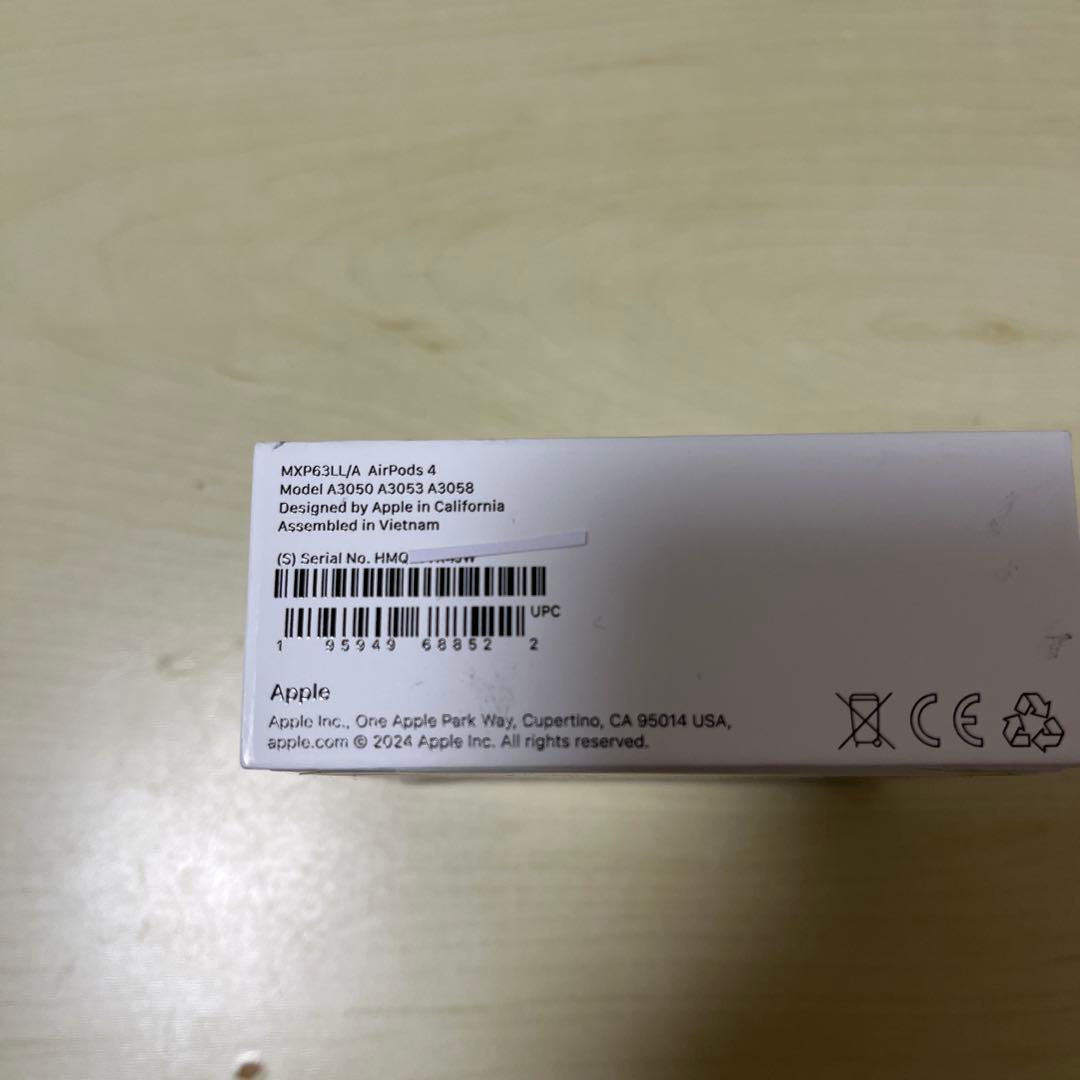 MXP63LL/A AirPods 4
Model A3050 A3053 A3058
Designed by Apple in California
Assembled in Vietnam
(S) Serial No. HMQ
UPC
1 95949 68852 2
Apple
Apple Inc., One Apple Park Way, Cupertino, CA 95014 USA,
apple.com © 2024 Apple Inc. All rights reserved.
CE